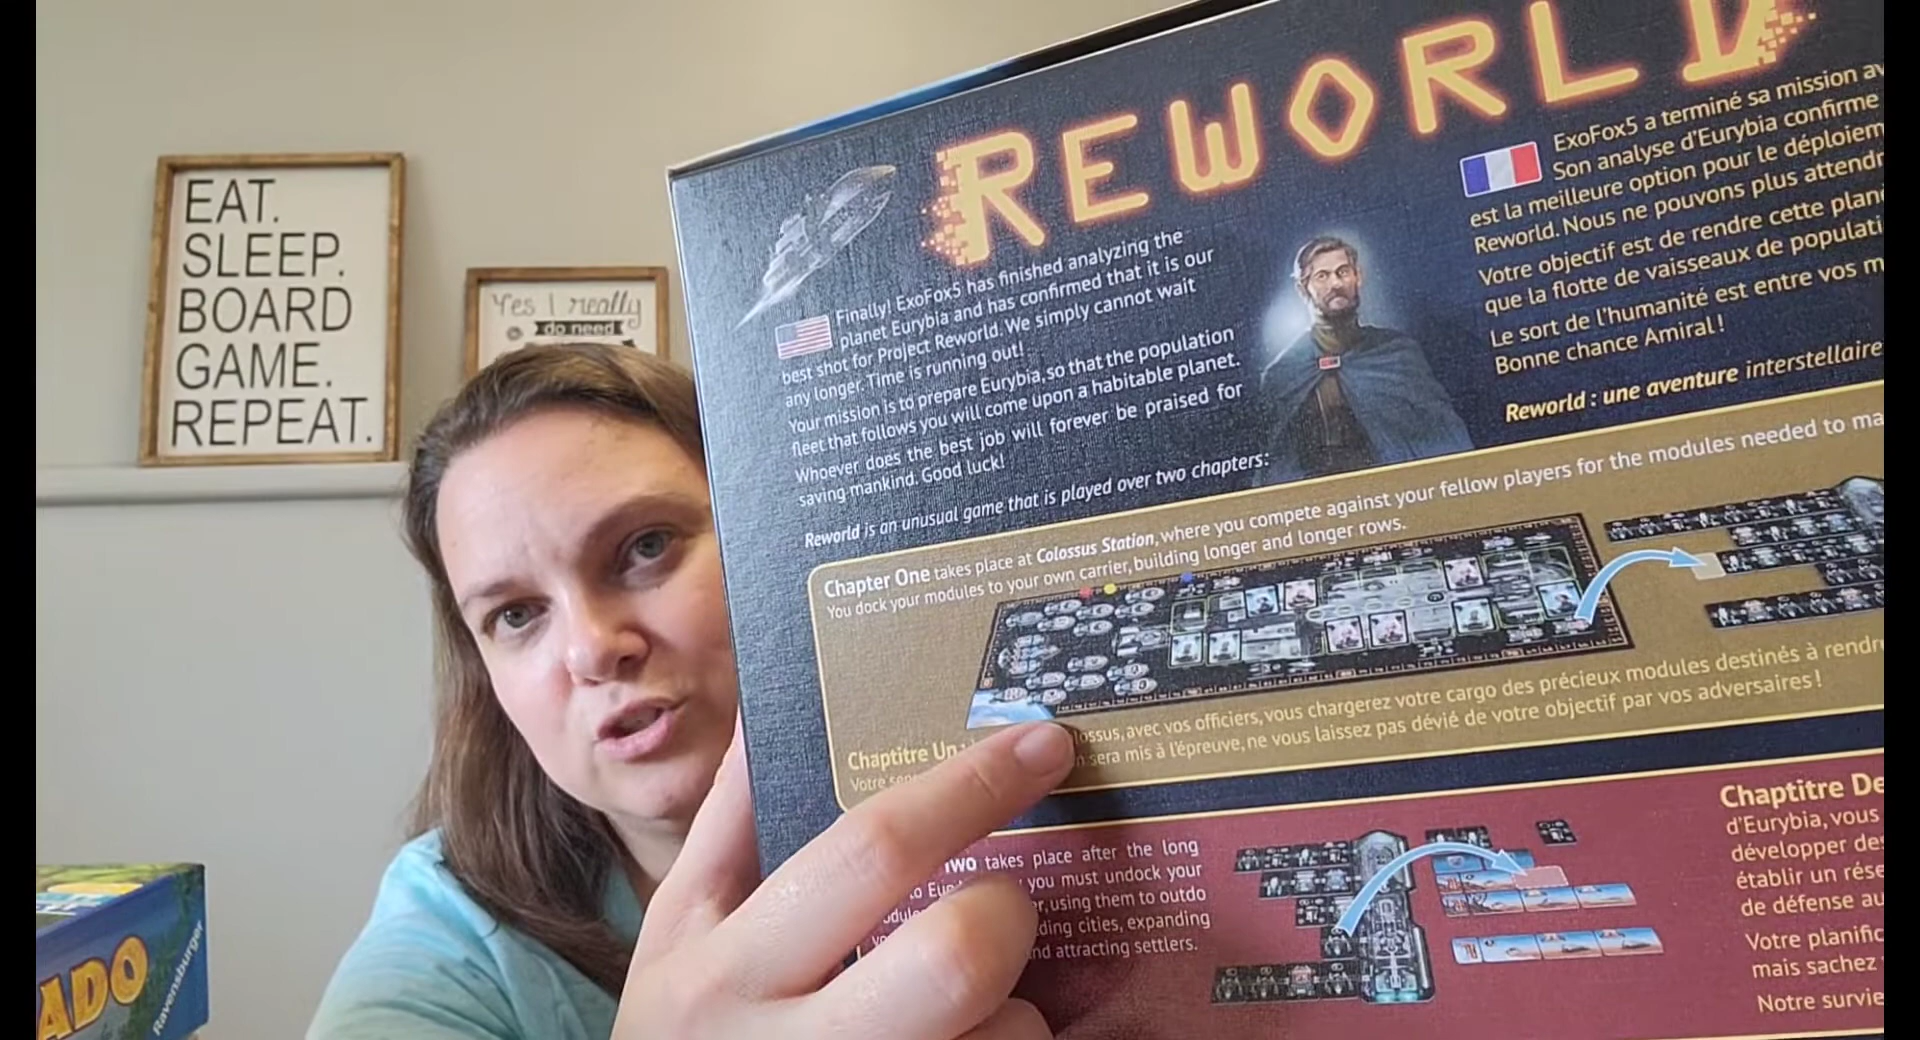 EAT.
SLEEP.
BOARD
GAME.
REPEAT.
Yes I really
do need
ADO
Ravensburger
REWORLD
Finally! ExoFox5 has finished analyzing the
planet Eurybia and has confirmed that it is our
best shot for Project Reworld. We simply cannot wait
any longer. Time is running out!
Your mission is to prepare Eurybia, so that the population
fleet that follows you will come upon a habitable planet.
Whoever does the best job will forever be praised for
saving mankind. Good luck!
Reworld is an unusual game that is played over two chapters:
ExoFox5 a terminé sa mission av
Son analyse d'Eurybia confirme
est la meilleure option pour le déploiem
Reworld. Nous ne pouvons plus attendr
Votre objectif est de rendre cette plan
que la flotte de vaisseaux de populati
Le sort de l'humanité est entre vos m
Bonne chance Amiral!
Reworld : une aventure interstellaire
Chapter One takes place at Colossus Station, where you compete against your fellow players for the modules needed to ma
You dock your modules to your own carrier, building longer and longer rows.
Chaptitre Un :
lossus, avec vos officiers, vous chargerez votre cargo des précieux modules destinés à rendr
Votre sens
n sera mis à l'épreuve, ne vous laissez pas dévié de votre objectif par vos adversaires!
Two takes place after the long
you must undock your
r, using them to outdo
ding cities, expanding
nd attracting settlers.
Chaptitre De
d'Eurybia, vous
développer des
établir un rése
de défense au
Votre planific
mais sachez
Notre survie